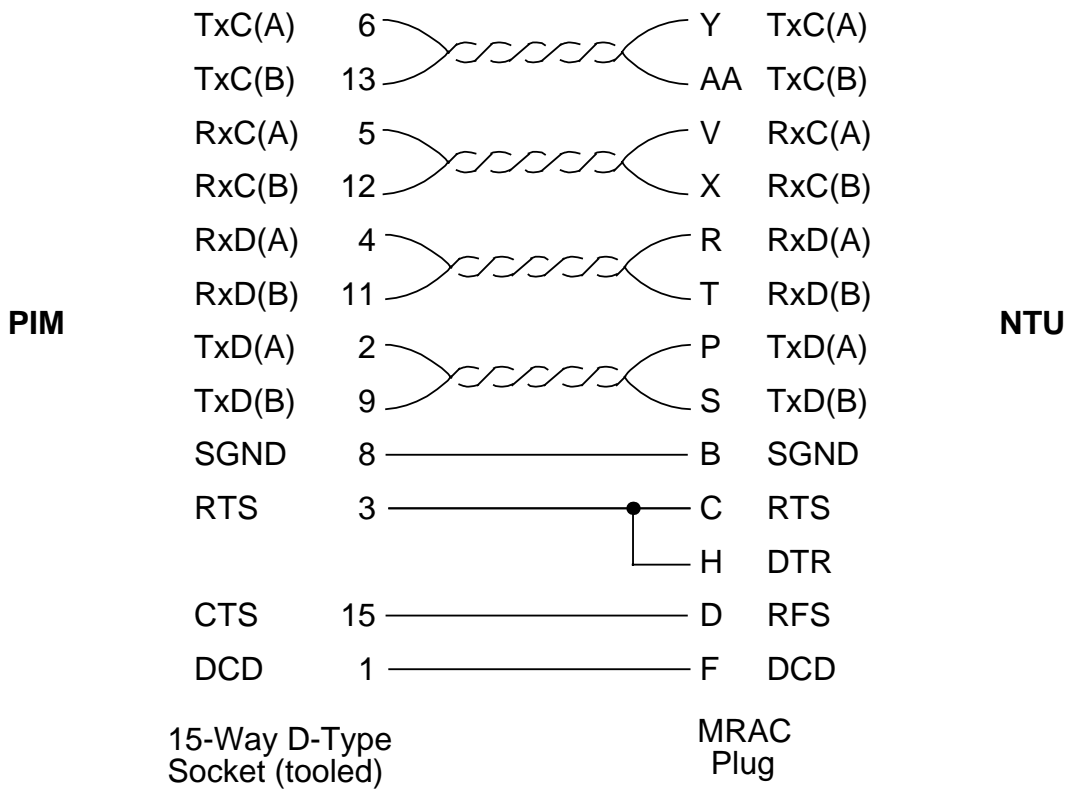 TxC(A) 6 Y TxC(A)
TxC(B) 13 AA TxC(B)
RxC(A) 5 V RxC(A)
RxC(B) 12 X RxC(B)
RxD(A) 4 R RxD(A)
RxD(B) 11 T RxD(B)
PIM NTU
TxD(A) 2 P TxD(A)
TxD(B) 9 S TxD(B)
SGND 8 B SGND
RTS 3 C RTS
H DTR
CTS 15 D RFS
DCD 1 F DCD
15-Way D-Type
Socket (tooled)
MRAC
Plug